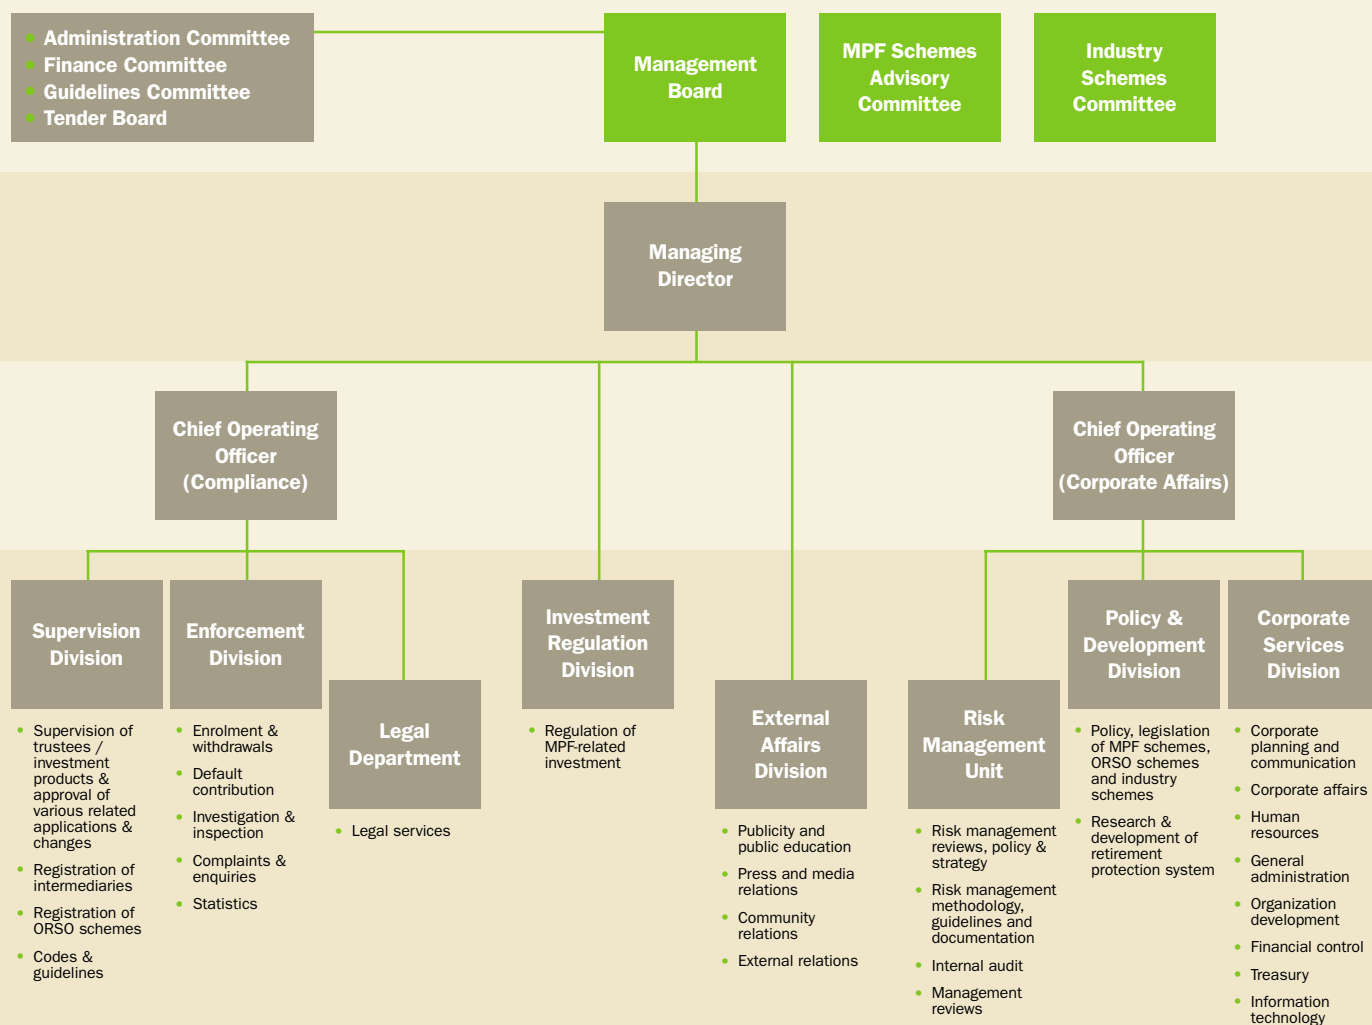 Administration Committee
Finance Committee
Guidelines Committee
Tender Board
Management
Board
MPF Schemes
Advisory
Committee
Industry
Schemes
Committee
Managing
Director
Chief Operating
Officer
(Compliance)
Chief Operating
Officer
(Corporate Affairs)
Supervision
Division
• Supervision of
trustees /
investment
products &
approval of
various related
applications &
changes
• Registration of
intermediaries
• Registration of
ORSO schemes
• Codes &
guidelines
Enforcement
Division
• Enrolment &
withdrawals
• Default
contribution
• Investigation &
inspection
• Complaints &
enquiries
• Statistics
Legal
Department
• Legal services
Investment
Regulation
Division
• Regulation of
MPF-related
investment
External
Affairs
Division
• Publicity and
public education
• Press and media
relations
• Community
relations
• External relations
Risk
Management
Unit
• Risk management
reviews, policy &
strategy
• Risk management
methodology,
guidelines and
documentation
• Internal audit
• Management
reviews
Policy &
Development
Division
• Policy, legislation
of MPF schemes,
ORSO schemes
and industry
schemes
• Research &
development of
retirement
protection system
Corporate
Services
Division
• Corporate
planning and
communication
• Corporate affairs
• Human
resources
• General
administration
• Organization
development
• Financial control
• Treasury
• Information
technology